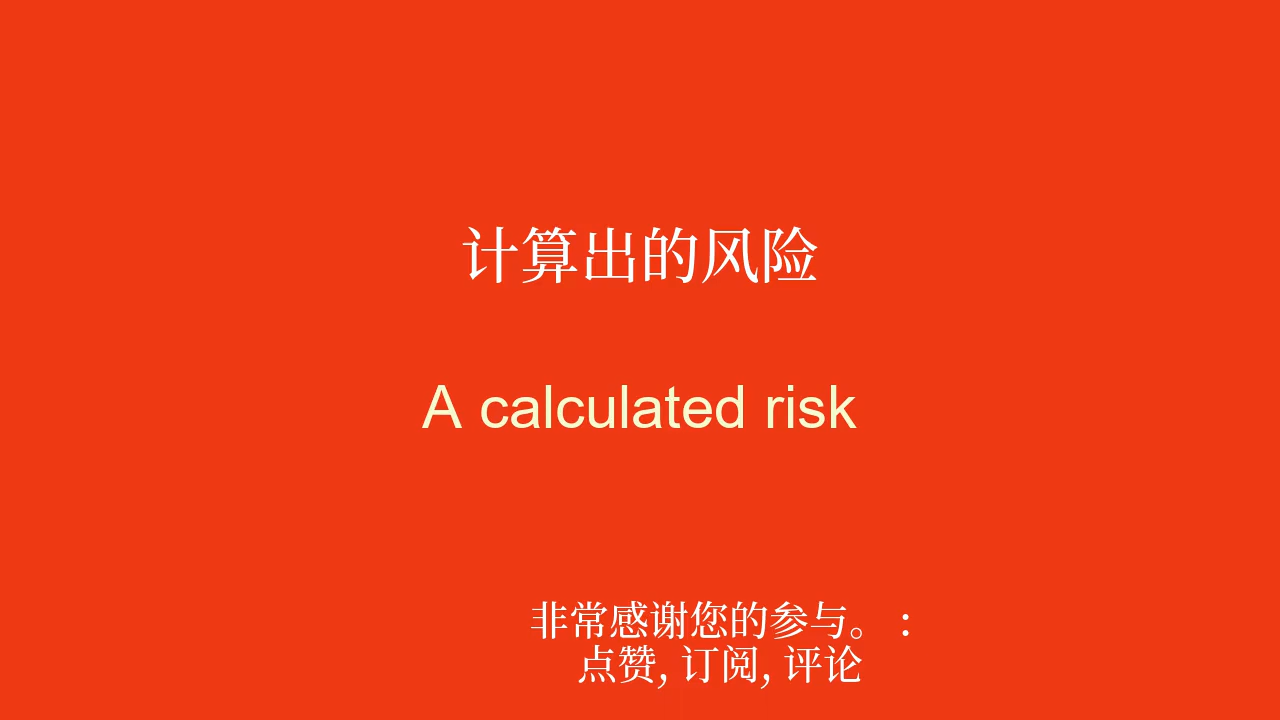 计算出的风险
A calculated risk
非常感谢您的参与。 :
点赞, 订阅, 评论